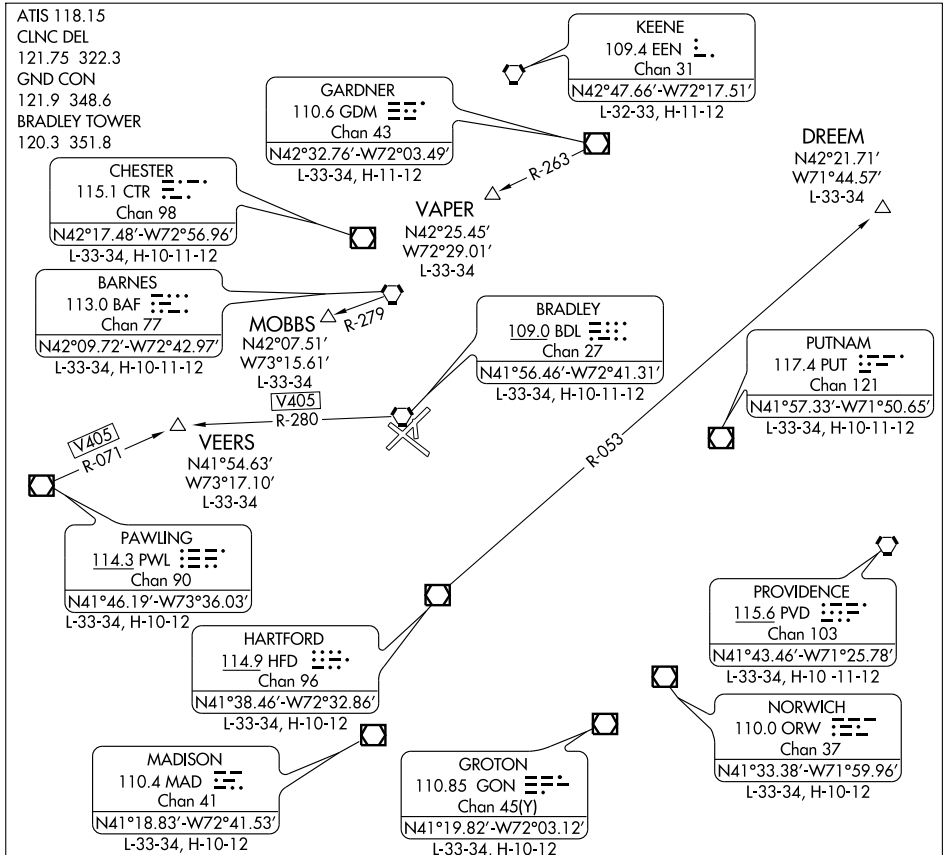 ATIS 118.15
CLNC DEL
121.75 322.3
GND CON
121.9 348.6
BRADLEY TOWER
120.3 351.8
KEENE
109.4 EEN
Chan 31
N42°47.66'-W72°17.51'
L-32-33, H-11-12
GARDNER
110.6 GDM
Chan 43
N42°32.76'-W72°03.49'
L-33-34, H-11-12
R-263
DREEM
N42°21.71'
W71°44.57'
L-33-34
CHESTER
115.1 CTR
Chan 98
N42°17.48'-W72°56.96'
L-33-34, H-10-11-12
VAPER
N42°25.45'
W72°29.01'
L-33-34
BARNES
113.0 BAF
Chan 77
N42°09.72'-W72°42.97'
L-33-34, H-10-11-12
R-279
MOBBS
N42°07.51'
W73°15.61'
L-33-34
BRADLEY
109.0 BDL
Chan 27
N41°56.46'-W72°41.31'
L-33-34, H-10-11-12
PUTNAM
117.4 PUT
Chan 121
N41°57.33'-W71°50.65'
L-33-34, H-10-11-12
V405
R-280
V405
R-071
VEERS
N41°54.63'
W73°17.10'
L-33-34
R-053
PAWLING
114.3 PWL
Chan 90
N41°46.19'-W73°36.03'
L-33-34, H-10-12
HARTFORD
114.9 HFD
Chan 96
N41°38.46'-W72°32.86'
L-33-34, H-10-12
PROVIDENCE
115.6 PVD
Chan 103
N41°43.46'-W71°25.78'
L-33-34, H-10 -11-12
NORWICH
110.0 ORW
Chan 37
N41°33.38'-W71°59.96'
L-33-34, H-10-12
MADISON
110.4 MAD
Chan 41
N41°18.83'-W72°41.53'
L-33-34, H-10-12
GROTON
110.85 GON
Chan 45(Y)
N41°19.82'-W72°03.12'
L-33-34, H-10-12